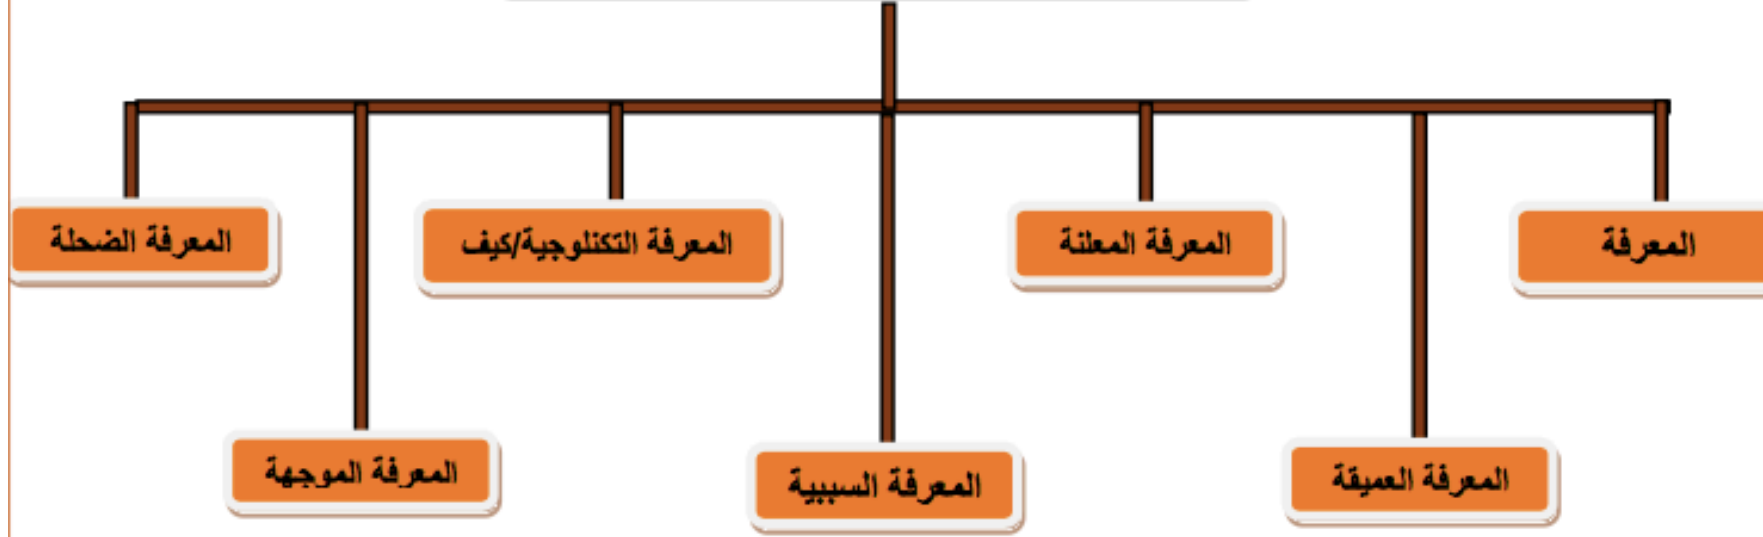 المعرفة
المعرفة المعلنة
المعرفة التكنلوجية/كيف
المعرفة الضحلة
المعرفة العميقة
المعرفة السببية
المعرفة الموجهة